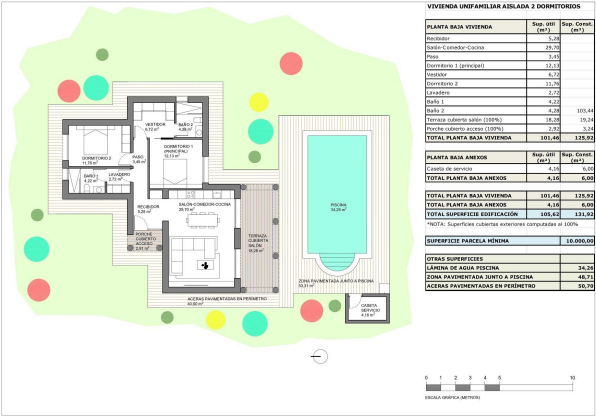 VIVIENDA UNIFAMILIAR AISLADA 2 DORMITORIOS
PLANTA BAJA VIVIENDA Sup. útil (m²) Sup. Const. (m²)
Recibidor 5,28
Salón-Comedor-Cocina 29,70
Paso 3,45
Dormitorio 1 (principal) 12,13
Vestidor 6,72
Dormitorio 2 11,76
Lavadero 2,72
Baño 1 4,22
Baño 2 4,28 103,44
Terraza cubierta salón (100%) 18,28 19,24
Porche cubierto acceso (100%) 2,92 3,24
TOTAL PLANTA BAJA VIVIENDA 101,46 125,92
PLANTA BAJA ANEXOS Sup. útil (m²) Sup. Const. (m²)
Caseta de servicio 4,16 6,00
TOTAL PLANTA BAJA ANEXOS 4,16 6,00
TOTAL PLANTA BAJA VIVIENDA 101,46 125,92
TOTAL PLANTA BAJA ANEXOS 4,16 6,00
TOTAL SUPERFICIE EDIFICACIÓN 105,62 131,92
*NOTA: Superficies cubiertas exteriores computadas al 100%
SUPERFICIE PARCELA MÍNIMA 10.000,00
OTRAS SUPERFICIES
LÁMINA DE AGUA PISCINA 34,26
ZONA PAVIMENTADA JUNTO A PISCINA 48,71
ACERAS PAVIMENTADAS EN PERÍMETRO 50,70
VESTIDOR
6,72 m²
BAÑO 2
4,28 m²
DORMITORIO 2
11,76 m²
PASO
3,45 m²
DORMITORIO 1
(PRINCIPAL)
12,13 m²
BAÑO 1
4,22 m²
LAVADERO
2,72 m²
RECIBIDOR
5,28 m²
SALÓN-COMEDOR-COCINA
29,70 m²
PORCHE
CUBIERTO
ACCESO
2,91 m²
TERRAZA
CUBIERTA
SALÓN
18,28 m²
PISCINA
34,26 m²
ZONA PAVIMENTADA JUNTO A PISCINA
ACERAS PAVIMENTADAS EN PERÍMETRO
CASETA
SERVICIO
4,16 m²
0 1 2 3 4 5 10
ESCALA GRÁFICA (METROS)